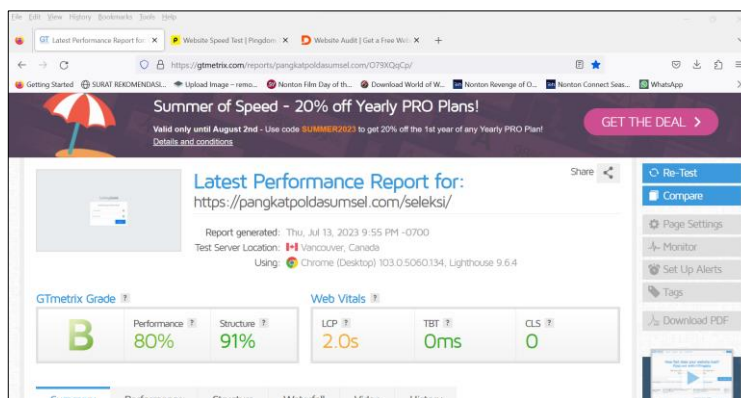 File Edit View History Bookmarks Tools Help
Latest Performance Report for:
Website Speed Test | Pingdom
Website Audit | Get a Free Web
https://gtmetrix.com/reports/pangkatpoldasumsel.com/O79XQqCp/
Getting Started
SURAT REKOMENDASI...
Upload Image – remo...
Nonton Film Day of th...
Download World of W...
Nonton Revenge of O...
Nonton Connect Seas...
WhatsApp
Summer of Speed - 20% off Yearly PRO Plans!
Valid only until August 2nd - Use code SUMMER2023 to get 20% off the 1st year of any Yearly PRO Plan!
Details and conditions
GET THE DEAL
Latest Performance Report for:
https://pangkatpoldasumsel.com/seleksi/
Share
Report generated: Thu, Jul 13, 2023 9:55 PM -0700
Test Server Location: Vancouver, Canada
Using: Chrome (Desktop) 103.0.5060.134, Lighthouse 9.6.4
Re-Test
Compare
Page Settings
Monitor
Set Up Alerts
Tags
Download PDF
GTmetrix Grade ?
B
Performance ?
80%
Structure ?
91%
Web Vitals ?
LCP ?
2.0s
TBT ?
0ms
CLS ?
0
Summary Performance Structure Waterfall Video History